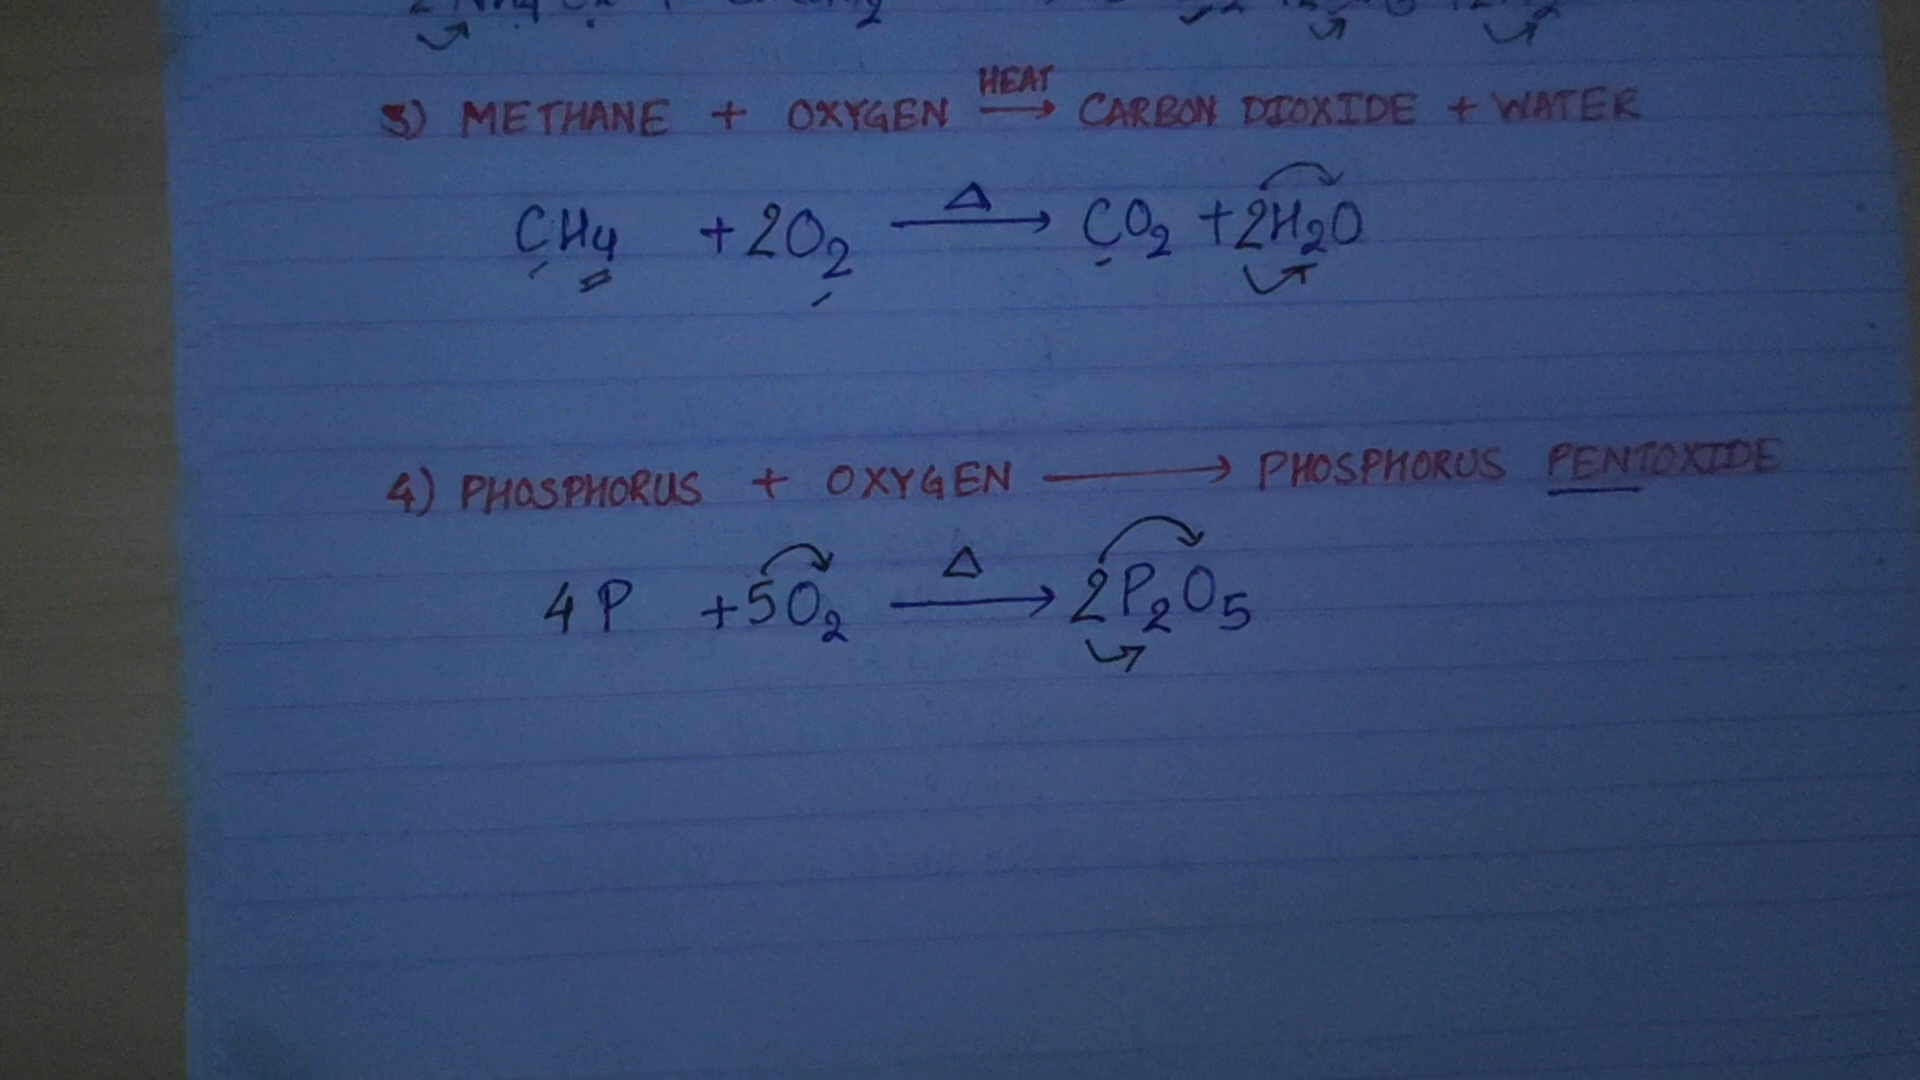 3) METHANE + OXYGEN HEAT → CARBON DIOXIDE + WATER
CH4 + 2O2 Δ → CO2 + 2H2O
4) PHOSPHORUS + OXYGEN → PHOSPHORUS PENTOXIDE
4P + 5O2 Δ → 2P2O5